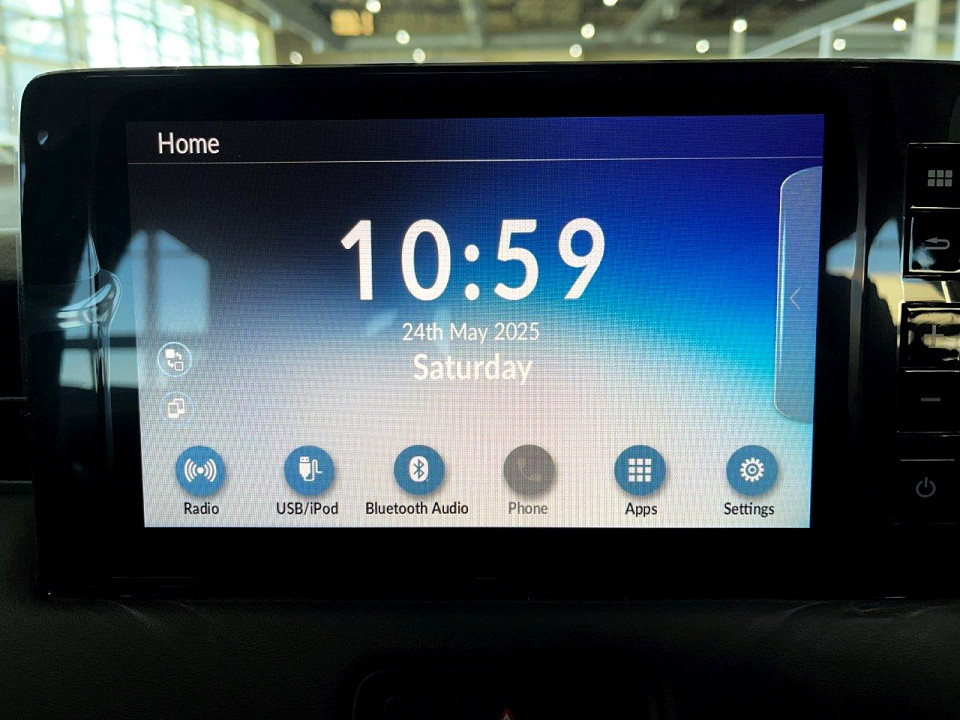 Home
10:59
24th May 2025
Saturday
Radio
USB/iPod
Bluetooth Audio
Phone
Apps
Settings